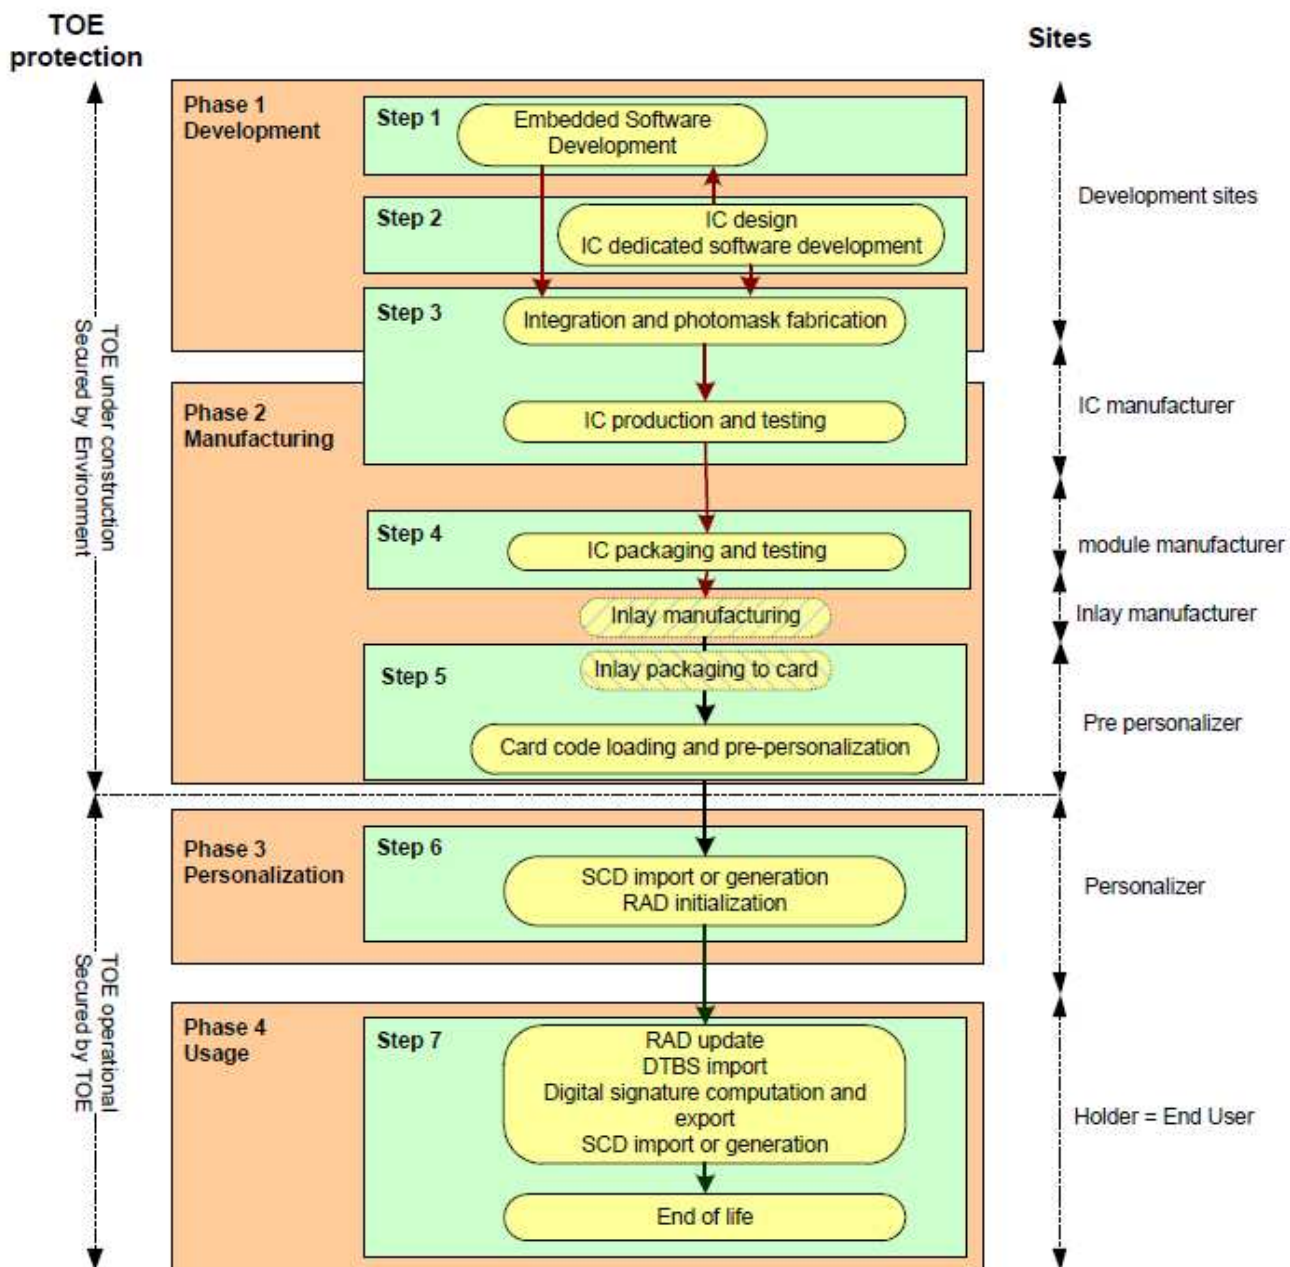 TOE
protection
Sites
Phase 1
Development
Step 1
Embedded Software
Development
Step 2
IC design
IC dedicated software development
Development sites
Step 3
Integration and photomask fabrication
TOE under construction
Secured by Environment
Phase 2
Manufacturing
IC production and testing
IC manufacturer
Step 4
IC packaging and testing
module manufacturer
Inlay manufacturing
Inlay manufacturer
Step 5
Inlay packaging to card
Card code loading and pre-personalization
Pre personalizer
Phase 3
Personalization
Step 6
SCD import or generation
RAD initialization
Personalizer
TOE operational
Secured by TOE
Phase 4
Usage
Step 7
RAD update
DTBS import
Digital signature computation and
export
SCD import or generation
Holder = End User
End of life